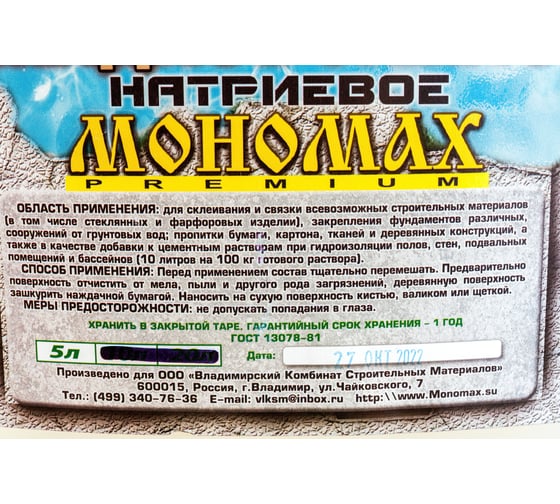 НАТРИЕВОЕ
МОНОМАХ
PREMIUM
ОБЛАСТЬ ПРИМЕНЕНИЯ: для склеивания и связки всевозможных строительных материалов
(в том числе стеклянных и фарфоровых изделий), закрепления фундаментов различных,
сооружений от грунтовых вод; пропитки бумаги, картона, тканей и деревянных конструкций, а
также в качестве добавки к цементным растворам при гидроизоляции полов, стен, подвальных
помещений и бассейнов (10 литров на 100 кг готового раствора).
СПОСОБ ПРИМЕНЕНИЯ: Перед применением состав тщательно перемешать. Предварительно
поверхность очистить от мела, пыли и другого рода загрязнений, деревянную поверхность
зашкурить наждачной бумагой. Наносить на сухую поверхность кистью, валиком или щеткой.
МЕРЫ ПРЕДОСТОРОЖНОСТИ: не допускать попадания в глаза.
ХРАНИТЬ В ЗАКРЫТОЙ ТАРЕ. ГАРАНТИЙНЫЙ СРОК ХРАНЕНИЯ - 1 ГОД
ГОСТ 13078-81
5л Дата: 27 ОКТ 2022
Произведено для ООО «Владимирский Комбинат Строительных Материалов»
600015, Россия, г.Владимир, ул.Чайковского, 7
Тел.: (499) 340-76-36 E-mail: vlksm@inbox.ru http:\\www.Monomax.su